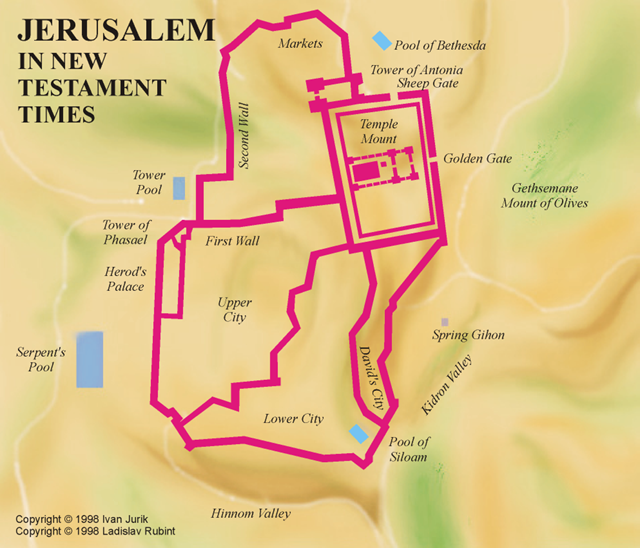 JERUSALEM
IN NEW
TESTAMENT
TIMES
Markets
Pool of Bethesda
Tower of Antonia
Sheep Gate
Second Wall
Temple
Mount
Golden Gate
Tower
Pool
Gethsemane
Mount of Olives
Tower of
Phasael
First Wall
Herod's
Palace
Upper
City
Spring Gihon
Serpent's
Pool
David's City
Kidron Valley
Lower City
Pool of
Siloam
Hinnom Valley
Copyright © 1998 Ivan Jurik
Copyright © 1998 Ladislav Rubint